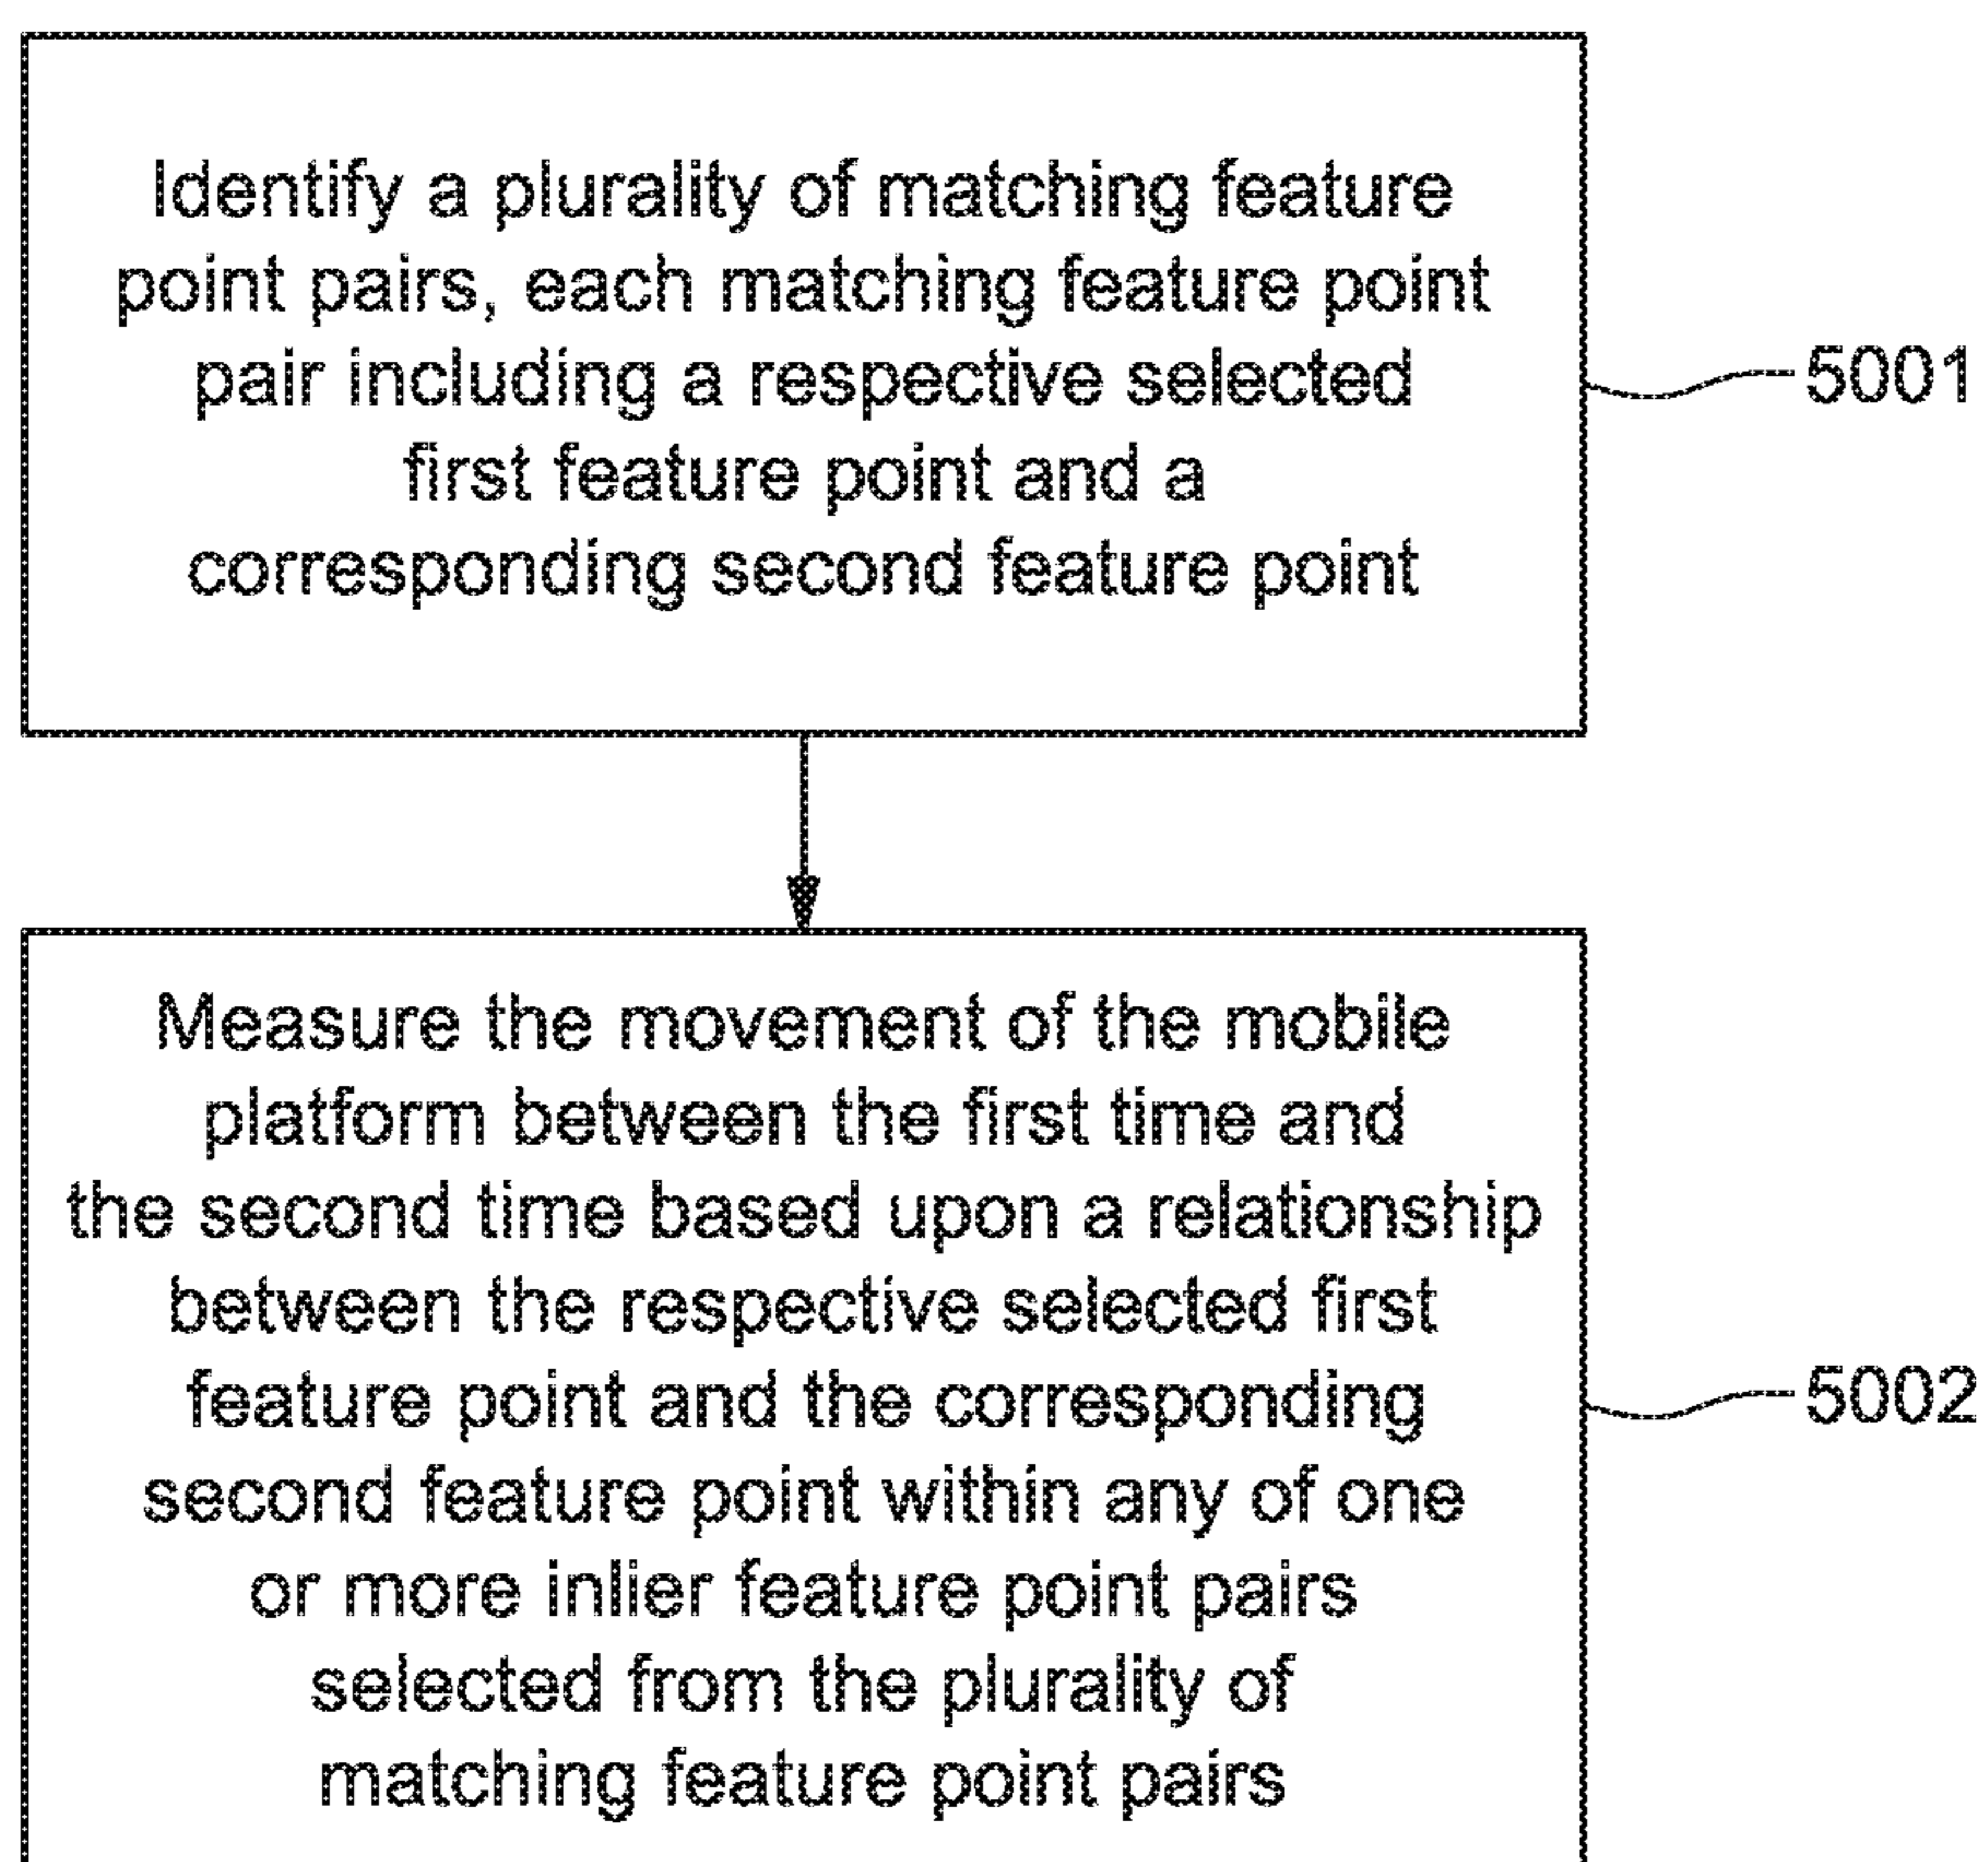 Identify a plurality of matching feature
point pairs, each matching feature point
pair including a respective selected
first feature point and a
corresponding second feature point
5001
Measure the movement of the mobile
platform between the first time and
the second time based upon a relationship
between the respective selected first
feature point and the corresponding
second feature point within any of one
or more inlier feature point pairs
selected from the plurality of
matching feature point pairs
5002